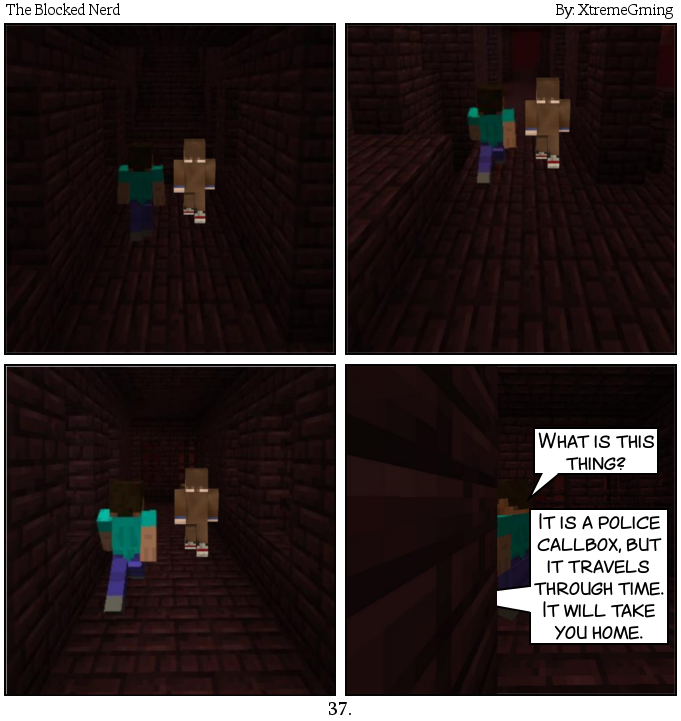 The Blocked Nerd
By: XtremeGming
WHAT IS THIS
THING?
IT IS A POLICE
CALLBOX, BUT
IT TRAVELS
THROUGH TIME.
IT WILL TAKE
YOU HOME.
37.